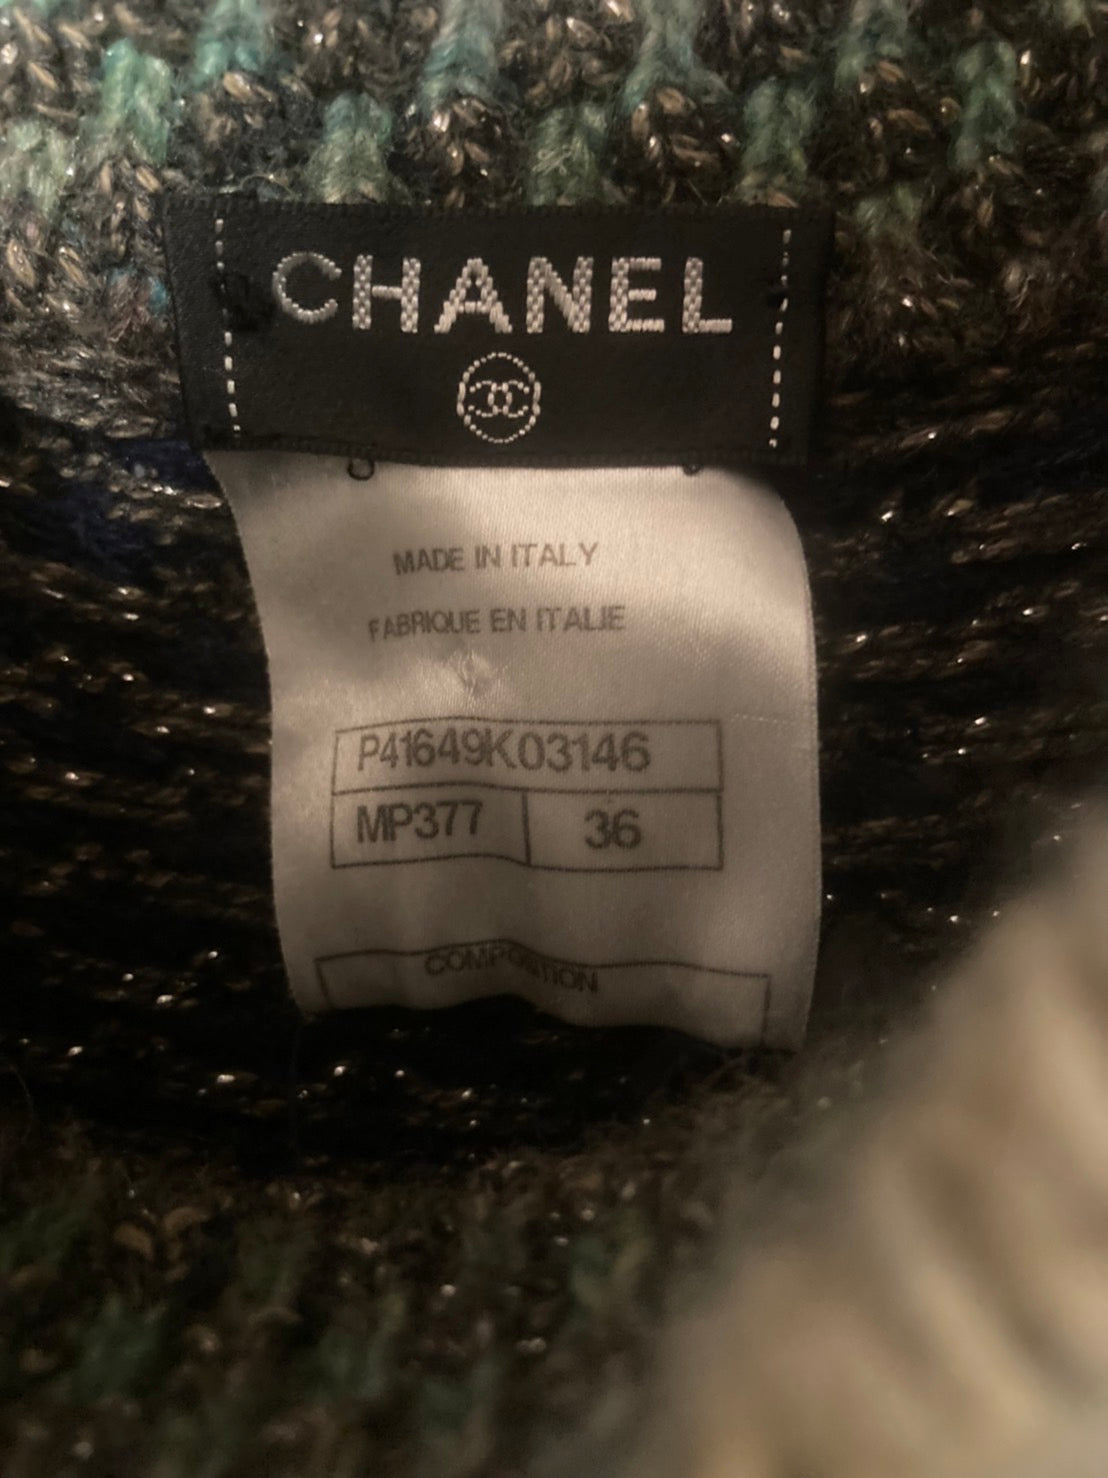 CHANEL
MADE IN ITALY
FABRIQUE EN ITALIE
P41649K03146
MP377 36
COMPOSITION